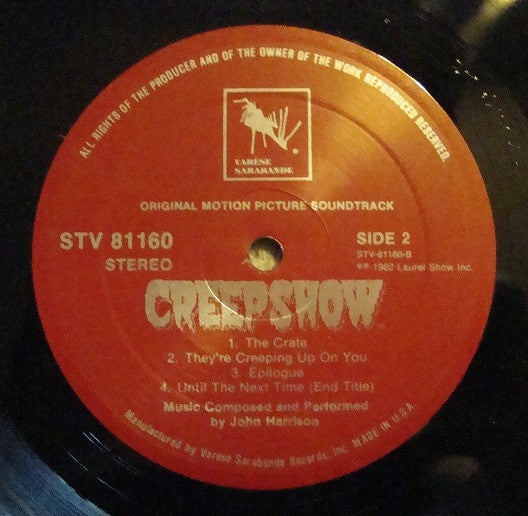 ALL RIGHTS OF THE PRODUCER AND OF THE OWNER OF THE WORK REPRODUCED RESERVED.
VARÈSE
SARABANDE
ORIGINAL MOTION PICTURE SOUNDTRACK
STV 81160
STEREO
SIDE 2
STV-81160-B
©℗ 1982 Laurel Show Inc.
CREEPSHOW
1. The Crate
2. They're Creeping Up On You
3. Epilogue
4. Until The Next Time (End Title)
Music Composed and Performed
by John Harrison
Manufactured by Varèse Sarabande Records, Inc. MADE IN U.S.A.